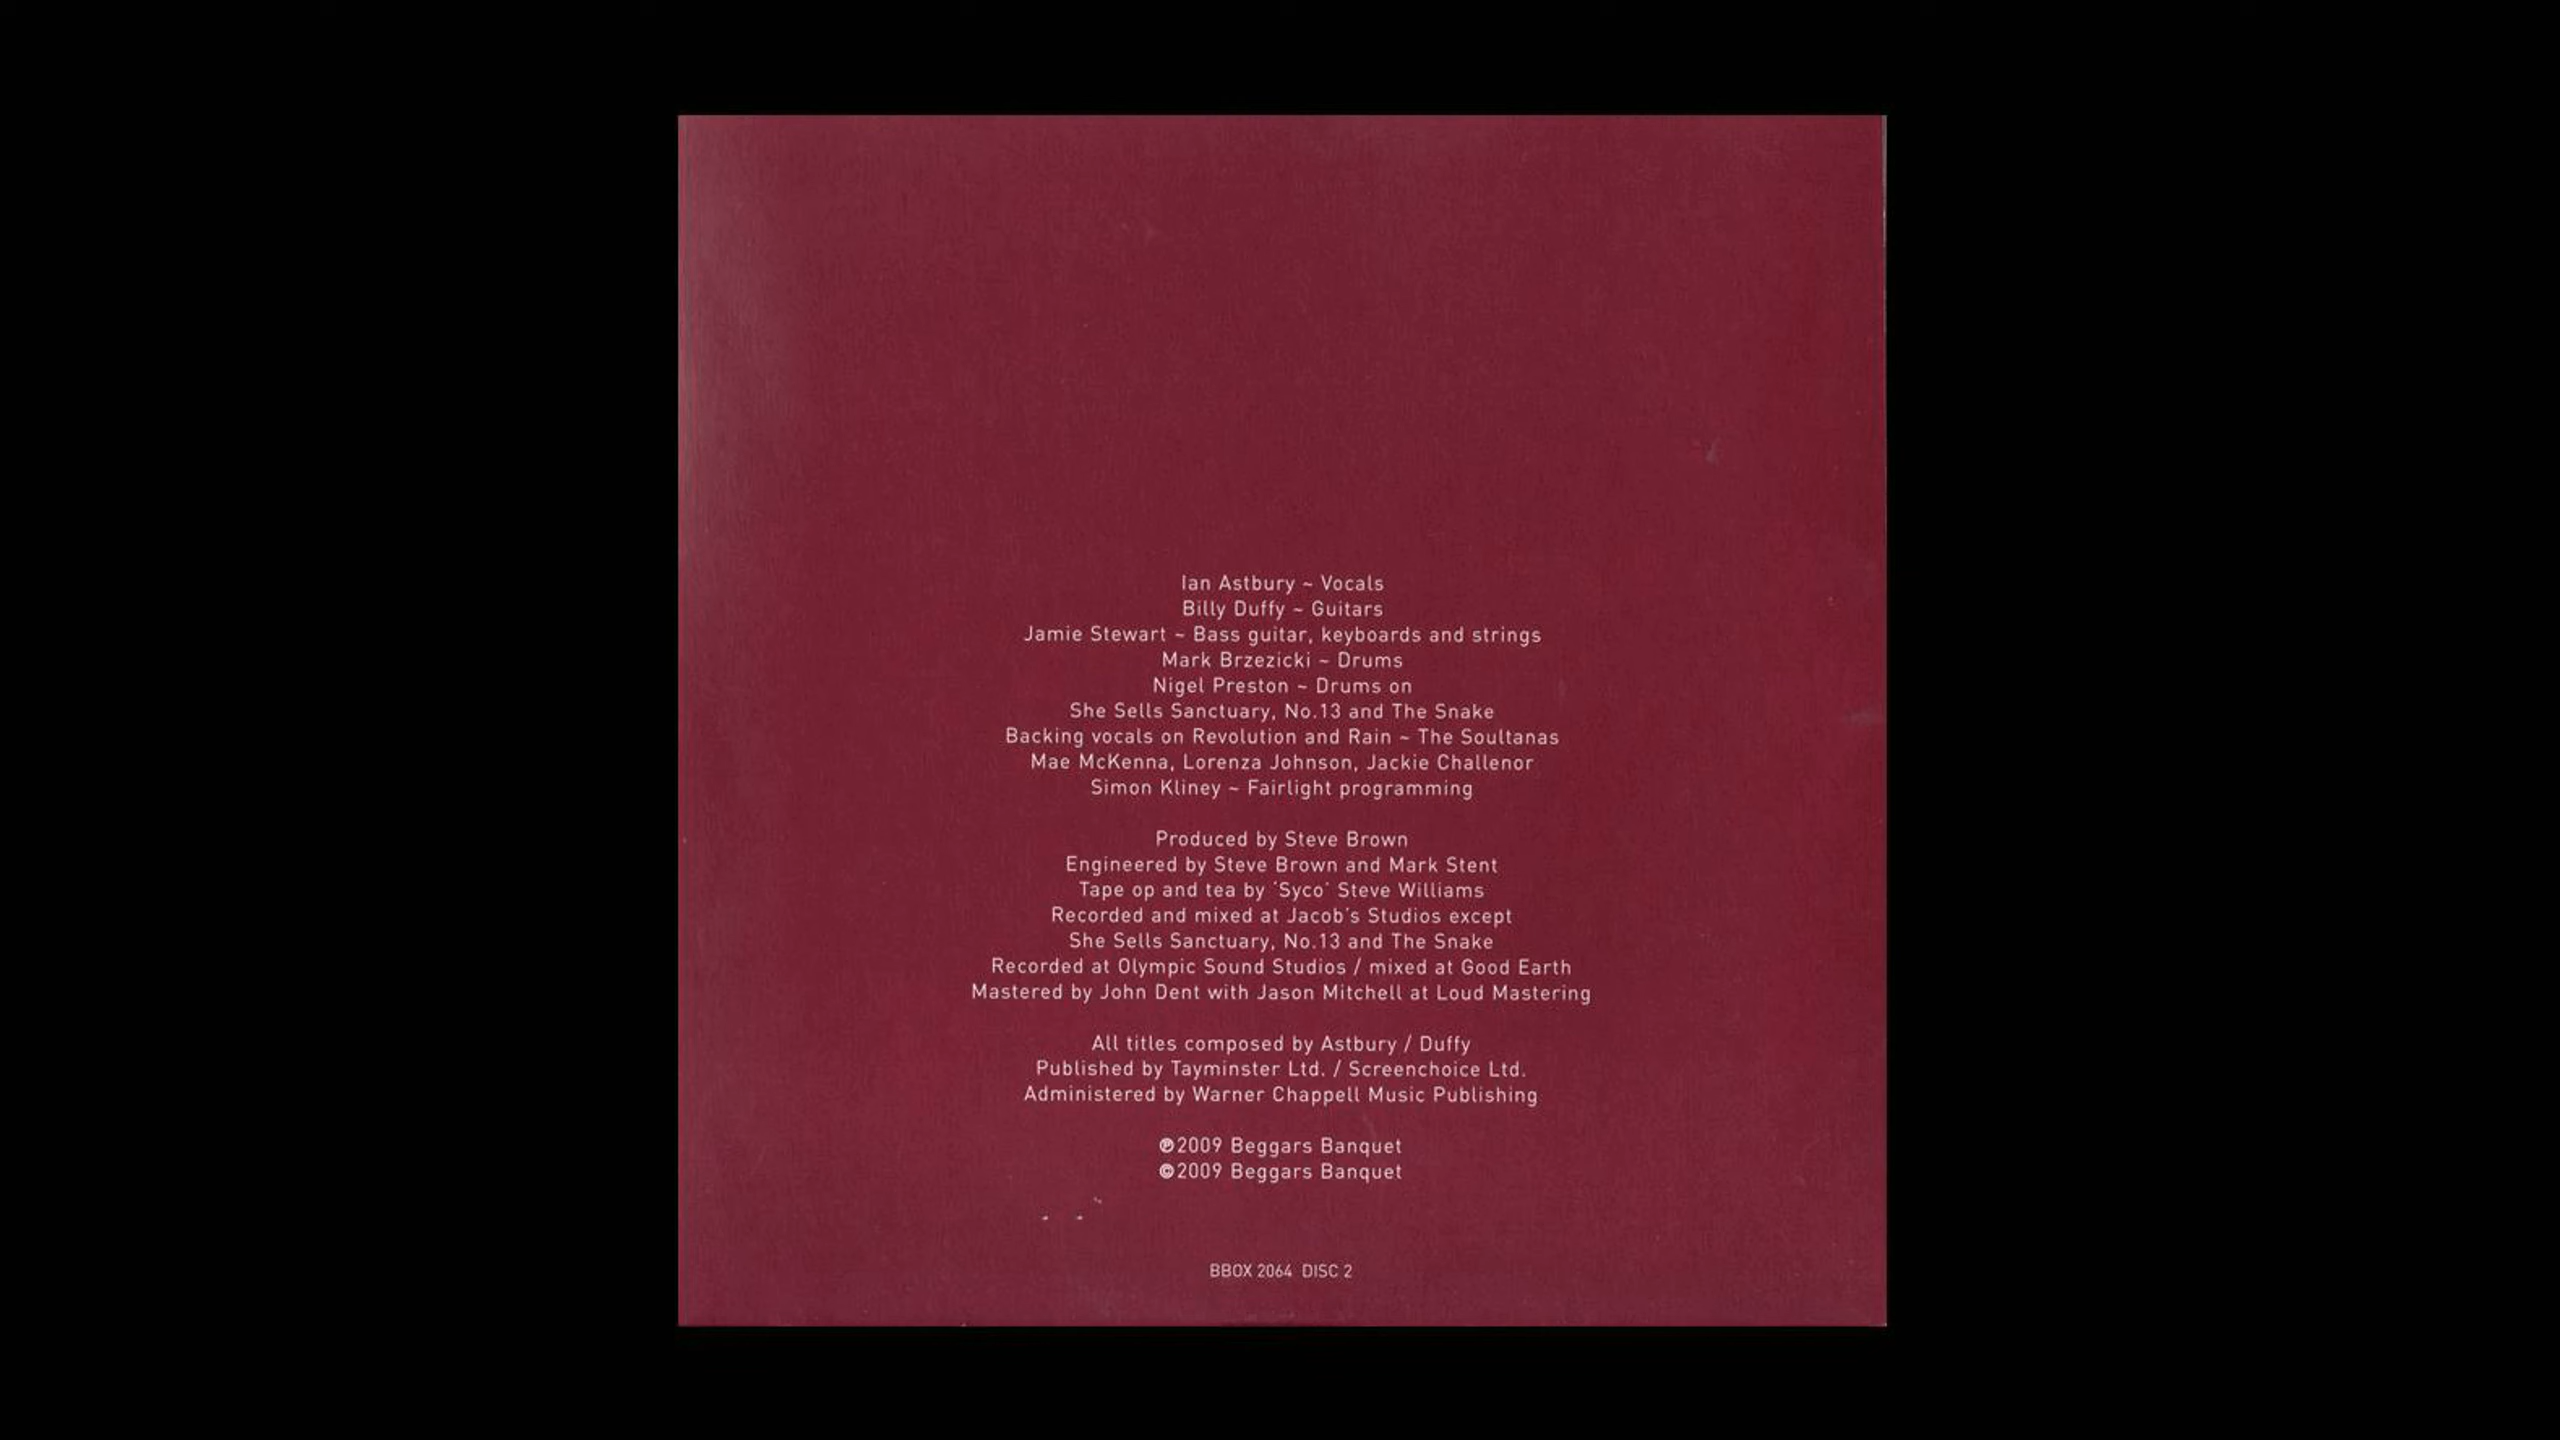 Ian Astbury ~ Vocals
Billy Duffy ~ Guitars
Jamie Stewart ~ Bass guitar, keyboards and strings
Mark Brzezicki ~ Drums
Nigel Preston ~ Drums on
She Sells Sanctuary, No.13 and The Snake
Backing vocals on Revolution and Rain ~ The Soultanas
Mae McKenna, Lorenza Johnson, Jackie Challenor
Simon Kliney ~ Fairlight programming
Produced by Steve Brown
Engineered by Steve Brown and Mark Stent
Tape op and tea by 'Syco' Steve Williams
Recorded and mixed at Jacob's Studios except
She Sells Sanctuary, No.13 and The Snake
Recorded at Olympic Sound Studios / mixed at Good Earth
Mastered by John Dent with Jason Mitchell at Loud Mastering
All titles composed by Astbury / Duffy
Published by Tayminster Ltd. / Screenchoice Ltd.
Administered by Warner Chappell Music Publishing
℗2009 Beggars Banquet
©2009 Beggars Banquet
BBOX 2064 DISC 2